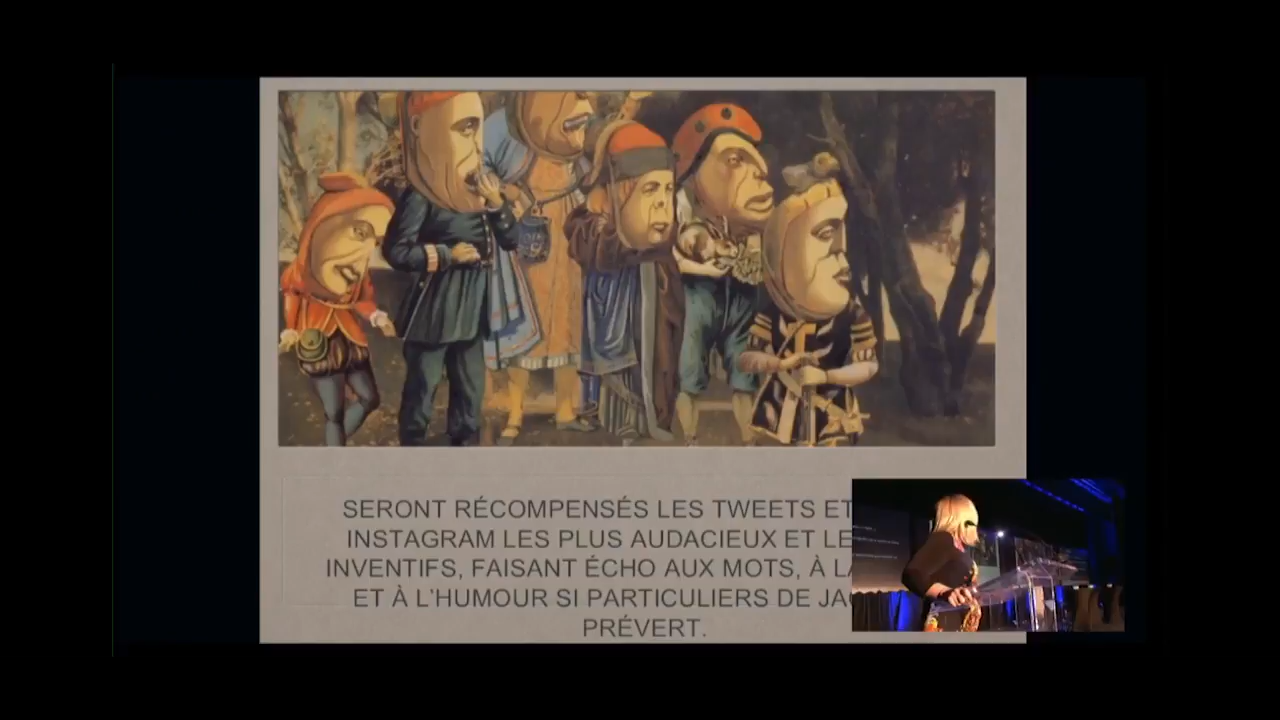 SERONT RÉCOMPENSÉS LES TWEETS ET
INSTAGRAM LES PLUS AUDACIEUX ET
INVENTIFS, FAISANT ÉCHO AUX MOTS, À
ET À L'HUMOUR SI PARTICULIERS DE
PRÉVERT.